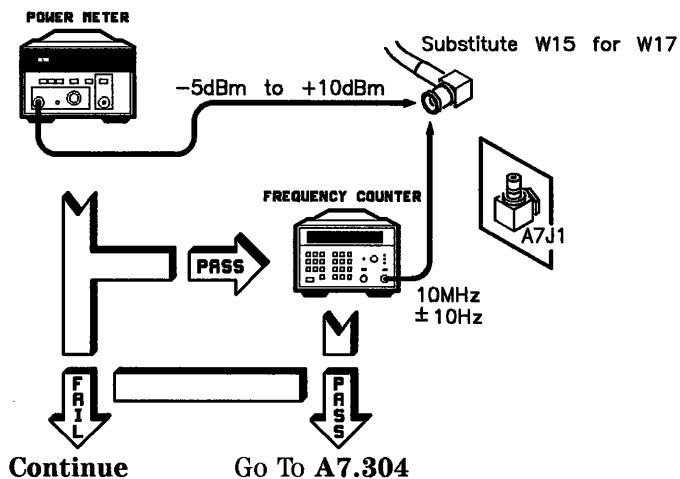 POWER METER
Substitute W15 for W17
-5dBm to +10dBm
FREQUENCY COUNTER
A7J1
PASS
10MHz
±10Hz
FAIL
PASS
Continue
Go To A7.304